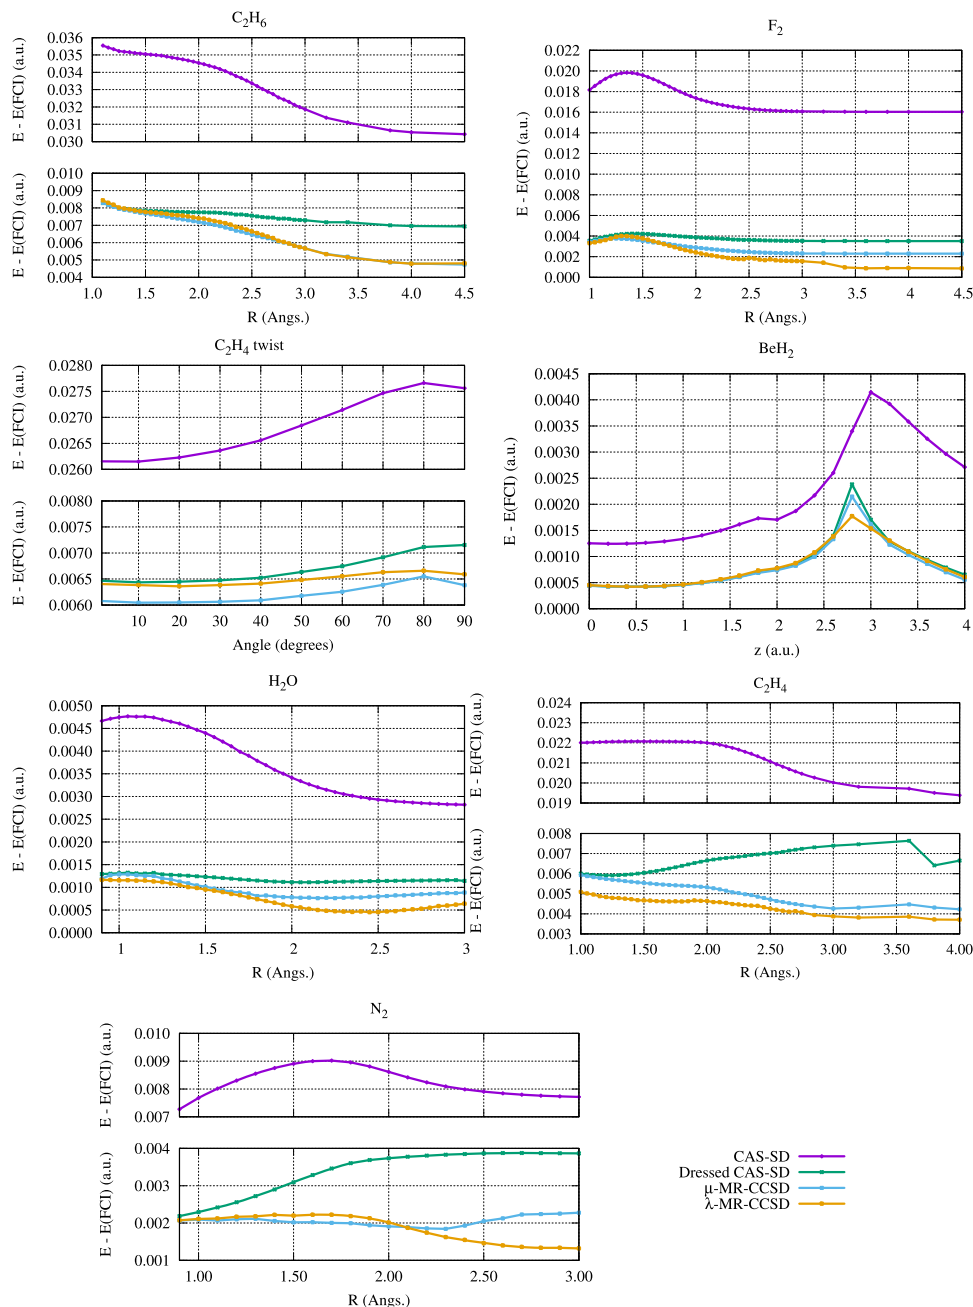 C2H6
E - E(FCI) (a.u.)
0.036
0.035
0.034
0.033
0.031
0.030
E - E(FCI) (a.u.)
0.010
0.009
0.008
0.007
0.006
0.005
0.004
1.0 1.5 2.0 2.5 3.0 3.5 4.0 4.5
R (Angs.)
F2
E - E(FCI) (a.u.)
0.022
0.020
0.018
0.016
0.014
0.012
0.010
0.008
0.006
0.004
0.002
0.000
1 1.5 2 2.5 3 3.5 4 4.5
R (Angs.)
C2H4 twist
E - E(FCI) (a.u.)
0.0280
0.0275
0.0270
0.0265
0.0260
E - E(FCI) (a.u.)
0.0080
0.0075
0.0070
0.0065
0.0060
10 20 30 40 50 60 70 80 90
Angle (degrees)
BeH2
E - E(FCI) (a.u.)
0.0045
0.0040
0.0035
0.0030
0.0025
0.0020
0.0015
0.0010
0.0005
0.0000
0 0.5 1 1.5 2 2.5 3 3.5 4
z (a.u.)
H2O
E - E(FCI) (a.u.)
0.0050
0.0045
0.0040
0.0035
0.0030
0.0025
0.0020
0.0015
0.0010
0.0005
0.0000
1 1.5 2 2.5 3
R (Angs.)
C2H4
E - E(FCI) (a.u.)
0.024
0.023
0.022
0.021
0.020
0.019
E - E(FCI) (a.u.)
0.008
0.007
0.006
0.005
0.004
0.003
1.00 1.50 2.00 2.50 3.00 3.50 4.00
R (Angs.)
N2
E - E(FCI) (a.u.)
0.010
0.009
0.008
0.007
E - E(FCI) (a.u.)
0.004
0.003
0.002
0.001
1.00 1.50 2.00 2.50 3.00
R (Angs.)
CAS-SD
Dressed CAS-SD
μ-MR-CCSD
λ-MR-CCSD